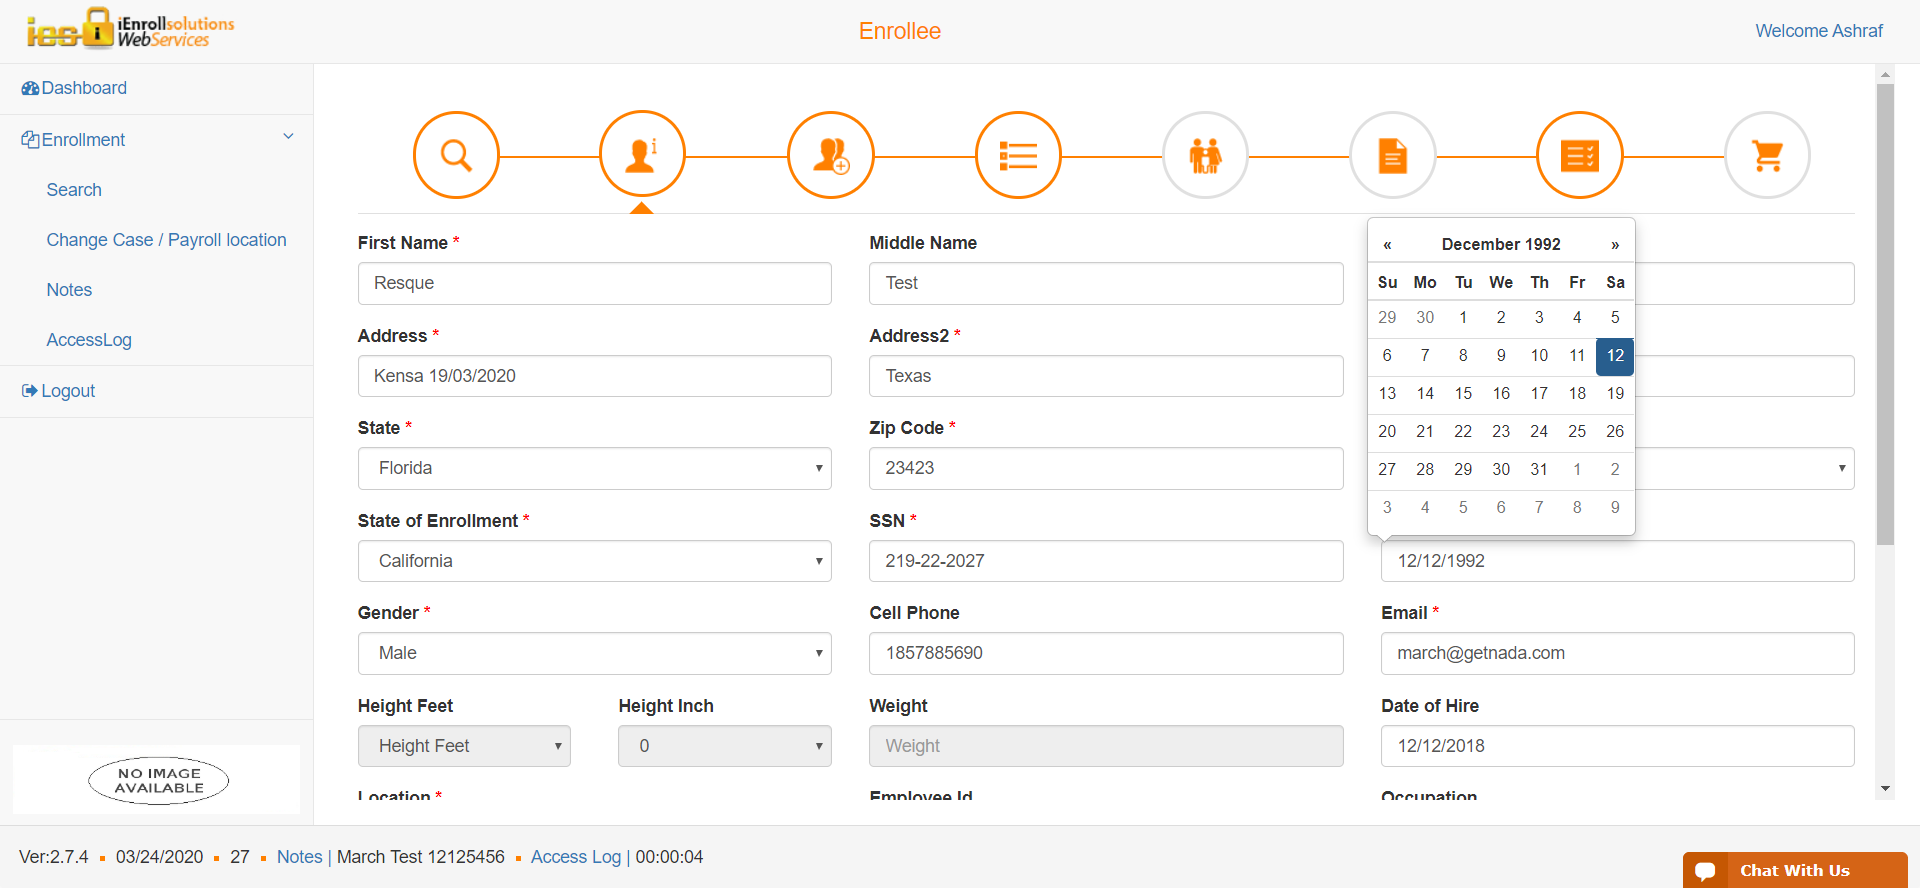 ies iEnrollsolutions
WebServices
Enrollee
Welcome Ashraf
Dashboard
Enrollment
Search
Change Case / Payroll location
Notes
AccessLog
Logout
NO IMAGE
AVAILABLE
First Name *
Middle Name
Resque
Test
Address *
Address2 *
Kensa 19/03/2020
Texas
State *
Zip Code *
Florida
23423
« December 1992 »
Su Mo Tu We Th Fr Sa
29 30 1 2 3 4 5
6 7 8 9 10 11 12
13 14 15 16 17 18 19
20 21 22 23 24 25 26
27 28 29 30 31 1 2
3 4 5 6 7 8 9
State of Enrollment *
SSN *
California
219-22-2027
12/12/1992
Gender *
Cell Phone
Email *
Male
1857885690
march@getnada.com
Height Feet
Height Inch
Weight
Date of Hire
Height Feet
0
Weight
12/12/2018
Location *
Employee Id
Occupation
Ver:2.7.4 ▪ 03/24/2020 ▪ 27 ▪ Notes | March Test 12125456 ▪ Access Log | 00:00:04
Chat With Us